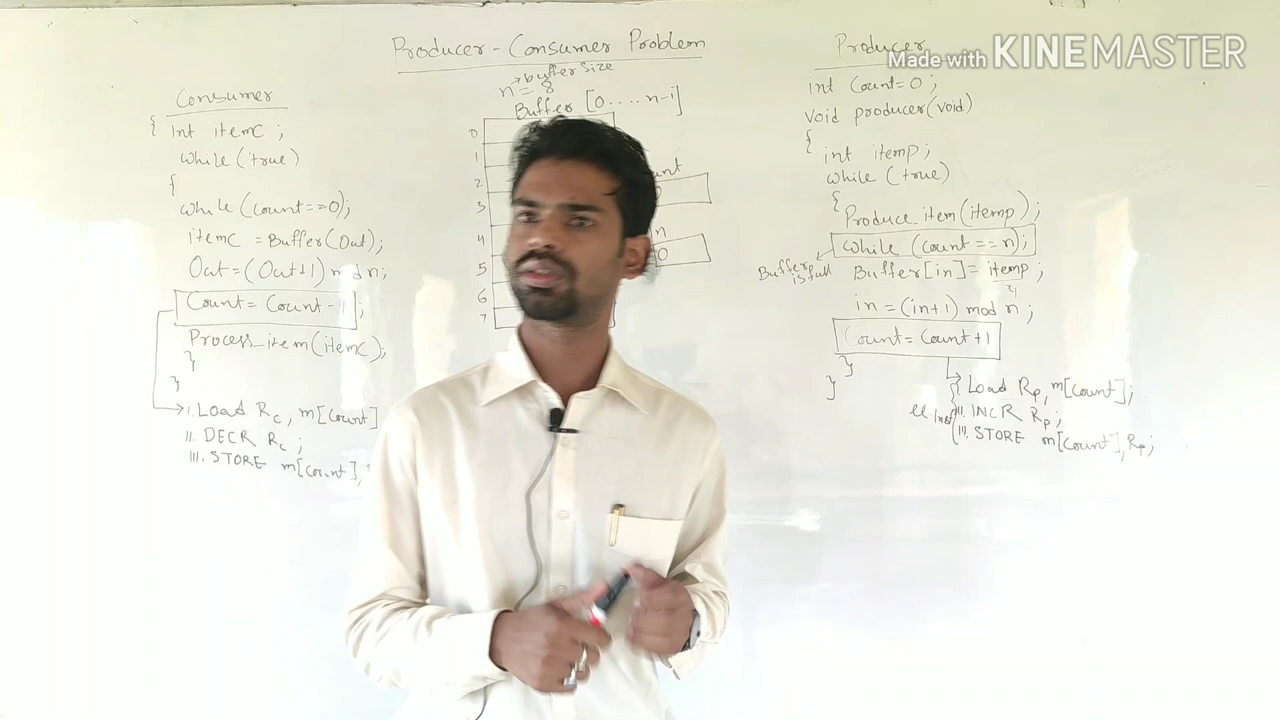 Producer - Consumer Problem
→ buffer size
n = 8
Buffer [0 .... n-1]
0
1
2
3
4
5
6
7
0
0
Consumer
{ int itemc ;
while (true)
{
while (count==0);
itemc = Buffer(Out);
Out = (Out+1) mod n;
Count = Count - 1 ;
Process_item(itemc);
}
}
I. Load Rc, m[Count]
II. DECR Rc ;
III. STORE m[Count],
Made with KINEMASTER
Producer
int Count=0 ;
void producer(void)
{
int itemp ;
while (true)
{
Produce_item(itemp);
while (count == n);
Buffer is full
Buffer[in] = itemp ;
in = (in+1) mod n ;
Count = Count +1
}
}
I. Load Rp, m[Count];
II. INCR Rp ;
III. STORE m[Count], Rp;